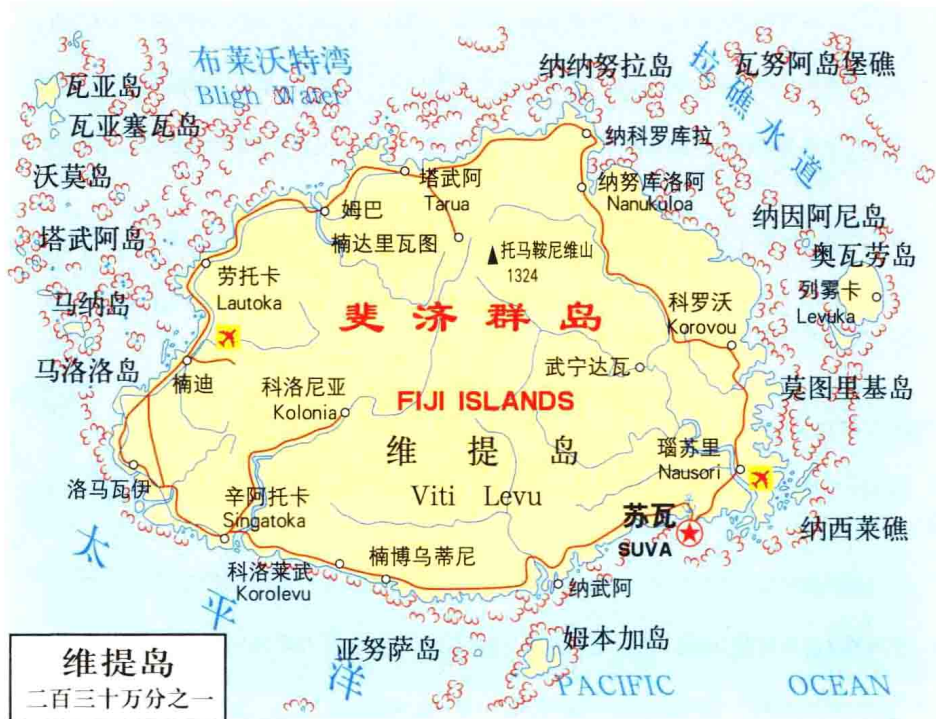 布莱沃特湾
Bligh Water
瓦亚岛
瓦亚塞瓦岛
沃莫岛
塔武阿岛
马纳岛
马洛洛岛
纳纳努拉岛
拉礁水道
瓦努阿岛堡礁
纳科罗库拉
塔武阿
Tarua
纳努库洛阿
Nanukuloa
姆巴
楠达里瓦图
托马鞍尼维山
1324
纳因阿尼岛
奥瓦劳岛
列雾卡
Levuka
劳托卡
Lautoka
斐济群岛
科罗沃
Korovou
武宁达瓦
楠迪
科洛尼亚
Kolonia
FIJI ISLANDS
莫图里基岛
维提岛
Viti Levu
瑙苏里
Nausori
洛马瓦伊
辛阿托卡
Singatoka
苏瓦
SUVA
纳西莱礁
科洛莱武
Korolevu
楠博乌蒂尼
纳武阿
亚努萨岛
姆本加岛
太平洋
PACIFIC OCEAN
维提岛
二百三十万分之一